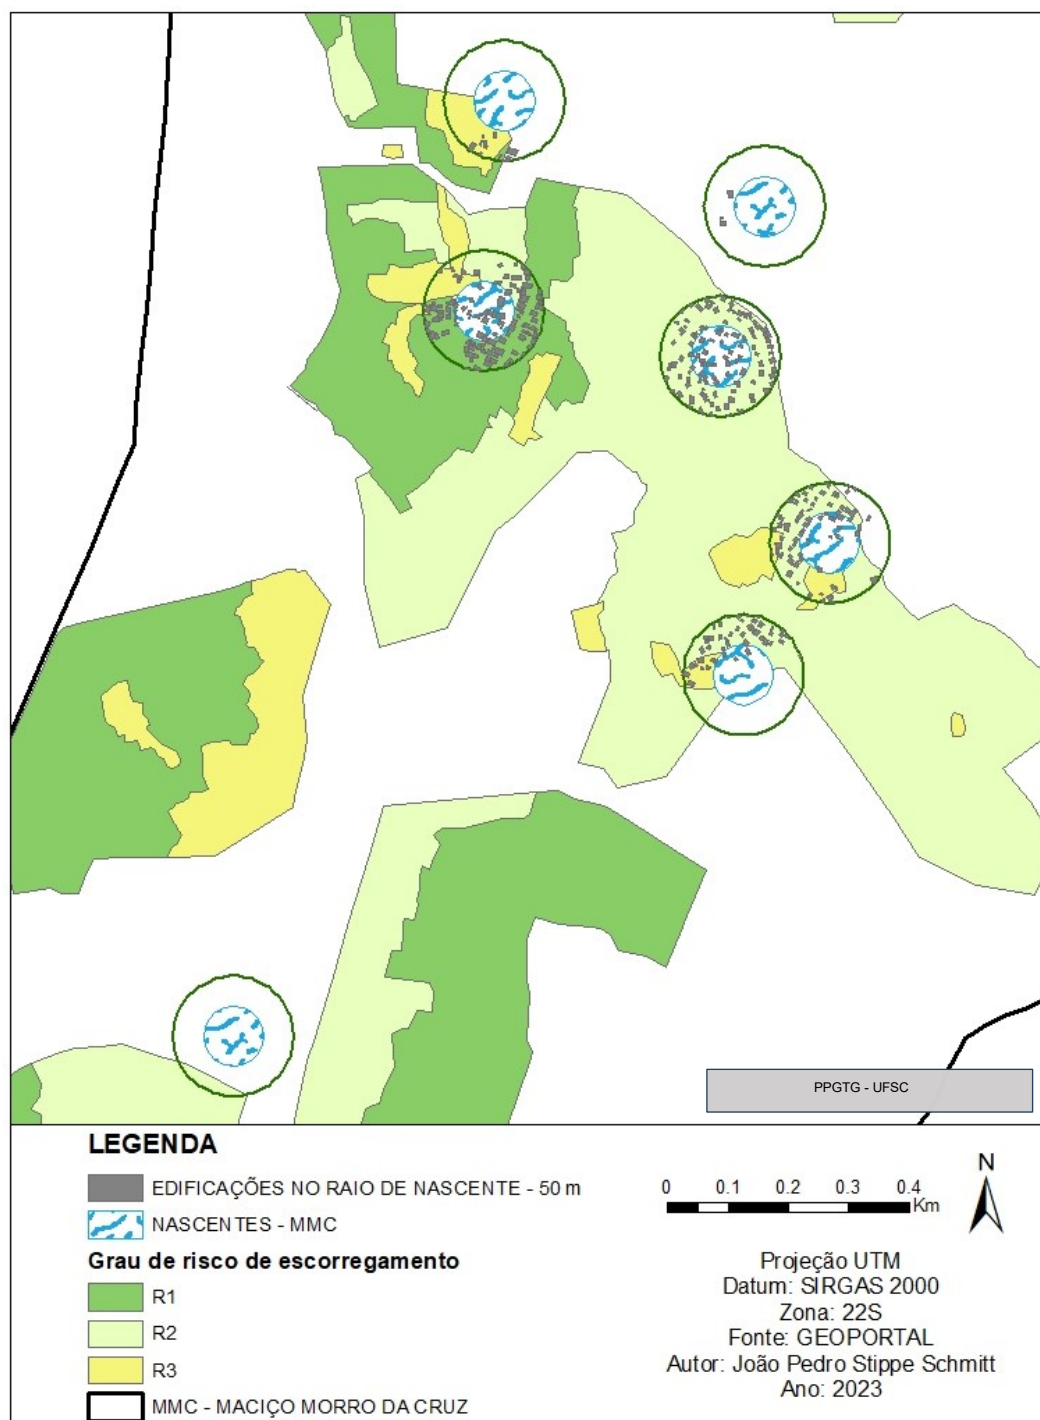 PPGTG - UFSC
LEGENDA
EDIFICAÇÕES NO RAIO DE NASCENTE - 50 m
NASCENTES - MMC
Grau de risco de escorregamento
R1
R2
R3
MMC - MACIÇO MORRO DA CRUZ
0 0.1 0.2 0.3 0.4
Km
N
Projeção UTM
Datum: SIRGAS 2000
Zona: 22S
Fonte: GEOPORTAL
Autor: João Pedro Stippe Schmitt
Ano: 2023